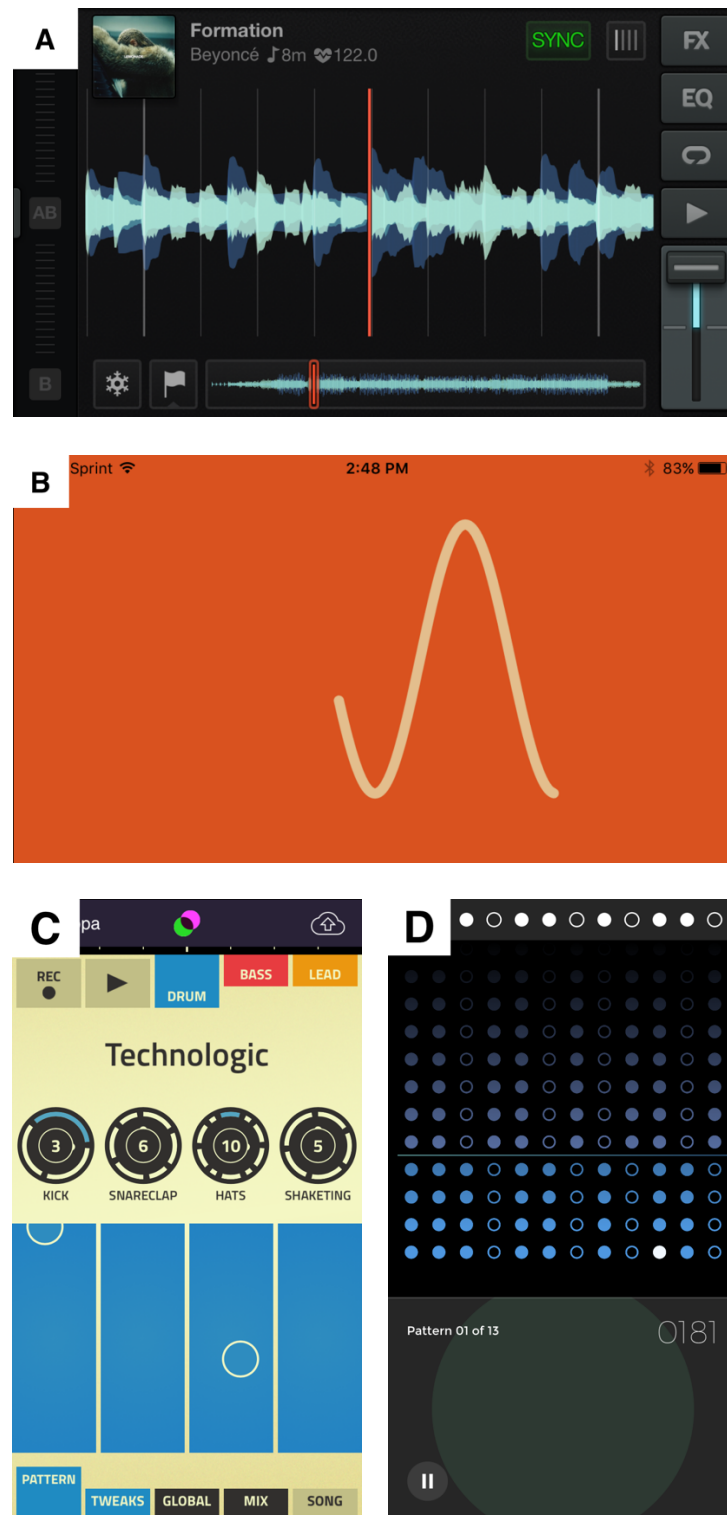 A
Formation
Beyoncé 8m 122.0
SYNC
FX
EQ
AB
B
B
Sprint 2:48 PM 83%
C
pa
REC
DRUM
BASS
LEAD
Technologic
3 6 10 5
KICK SNARECLAP HATS SHAKETING
PATTERN
TWEAKS GLOBAL MIX SONG
D
Pattern 01 of 13
0181